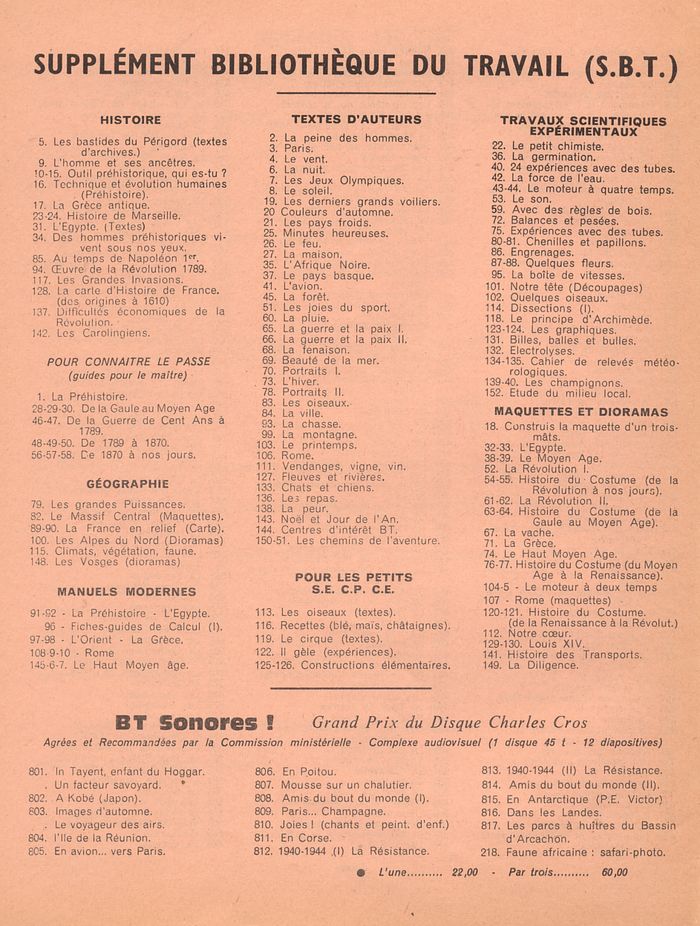 SUPPLÉMENT BIBLIOTHÈQUE DU TRAVAIL (S.B.T.)
HISTOIRE
5. Les bastides du Périgord (textes
d'archives.)
9. L'homme et ses ancêtres.
10-15. Outil préhistorique, qui es-tu ?
16. Technique et évolution humaines
(Préhistoire).
17. La Grèce antique.
23-24. Histoire de Marseille.
31. L'Egypte. (Textes)
34. Des hommes préhistoriques vi-
vent sous nos yeux.
85. Au temps de Napoléon 1er.
94. Œuvre de la Révolution 1789.
117. Les Grandes Invasions.
128. La carte d'Histoire de France.
(des origines à 1610)
137. Difficultés économiques de la
Révolution.
142. Les Carolingiens.
POUR CONNAITRE LE PASSE
(guides pour le maître)
1. La Préhistoire.
28-29-30. De la Gaule au Moyen Age
46-47. De la Guerre de Cent Ans à
1789.
48-49-50. De 1789 à 1870.
56-57-58. De 1870 à nos jours.
GÉOGRAPHIE
79. Les grandes Puissances.
82. Le Massif Central (Maquettes).
89-90. La France en relief (Carte).
100. Les Alpes du Nord (Dioramas)
115. Climats, végétation, faune.
148. Les Vosges (dioramas)
MANUELS MODERNES
91-92 - La Préhistoire - L'Egypte.
96 - Fiches-guides de Calcul (I).
97-98 - L'Orient - La Grèce.
108-9-10 - Rome
145-6-7. Le Haut Moyen âge.
TEXTES D'AUTEURS
2. La peine des hommes.
3. Paris.
4. Le vent.
6. La nuit.
7. Les Jeux Olympiques.
8. Le soleil.
19. Les derniers grands voiliers.
20 Couleurs d'automne.
21. Les pays froids.
25. Minutes heureuses.
26. Le feu.
27. La maison.
35. L'Afrique Noire.
37. Le pays basque.
41. L'avion.
45. La forêt.
51. Les joies du sport.
60. La pluie.
65. La guerre et la paix I.
66. La guerre et la paix II.
68. La fenaison.
69. Beauté de la mer.
70. Portraits I.
73. L'hiver.
78. Portraits II.
83. Les oiseaux.
84. La ville.
93. La chasse.
99. La montagne.
103. Le printemps.
106. Rome.
111. Vendanges, vigne, vin.
127. Fleuves et rivières.
133. Chats et chiens.
136. Les repas.
138. La peur.
143. Noël et Jour de l'An.
144. Centres d'intérêt BT.
150-51. Les chemins de l'aventure.
POUR LES PETITS
S.E. C.P. C.E.
113. Les oiseaux (textes).
116. Recettes (blé, maïs, châtaignes).
119. Le cirque (textes).
122. Il gèle (expériences).
125-126. Constructions élémentaires.
TRAVAUX SCIENTIFIQUES
EXPÉRIMENTAUX
22. Le petit chimiste.
36. La germination.
40. 24 expériences avec des tubes.
42. La force de l'eau.
43-44. Le moteur à quatre temps.
53. Le son.
59. Avec des règles de bois.
72. Balances et pesées.
75. Expériences avec des tubes.
80-81. Chenilles et papillons.
86. Engrenages.
87-88. Quelques fleurs.
95. La boîte de vitesses.
101. Notre tête (Découpages)
102. Quelques oiseaux.
114. Dissections (I).
118. Le principe d'Archimède.
123-124. Les graphiques.
131. Billes, balles et bulles.
132. Electrolyses.
134-135. Cahier de relevés météo-
rologiques.
139-40. Les champignons.
152. Etude du milieu local.
MAQUETTES ET DIORAMAS
18. Construis la maquette d'un trois-
mâts.
32-33. L'Egypte.
38-39. Le Moyen Age.
52. La Révolution I.
54-55. Histoire du Costume (de la
Révolution à nos jours).
61-62. La Révolution II.
63-64. Histoire du Costume (de la
Gaule au Moyen Age).
67. La vache.
71. La Grèce.
74. Le Haut Moyen Age.
76-77. Histoire du Costume (du Moyen
Age à la Renaissance).
104-5 - Le moteur à deux temps
107 - Rome (maquettes)
120-121. Histoire du Costume.
(de la Renaissance à la Révolut.)
112. Notre cœur.
129-130. Louis XIV.
141. Histoire des Transports.
149. La Diligence.
BT Sonores ! Grand Prix du Disque Charles Cros
Agrées et Recommandées par la Commission ministérielle - Complexe audiovisuel (1 disque 45 t - 12 diapositives)
801. In Tayent, enfant du Hoggar.
. Un facteur savoyard.
802. A Kobé (Japon).
803. Images d'automne.
. Le voyageur des airs.
804. l'Ile de la Réunion.
805. En avion... vers Paris.
806. En Poitou.
807. Mousse sur un chalutier.
808. Amis du bout du monde (I).
809. Paris... Champagne.
810. Joies ! (chants et peint. d'enf.)
811. En Corse.
812. 1940-1944 (I) La Résistance.
813. 1940-1944 (II) La Résistance.
814. Amis du bout du monde (II).
815. En Antarctique (P.E. Victor)
816. Dans les Landes.
817. Les parcs à huîtres du Bassin
d'Arcachon.
218. Faune africaine : safari-photo.
● L'une.......... 22,00 - Par trois.......... 60,00